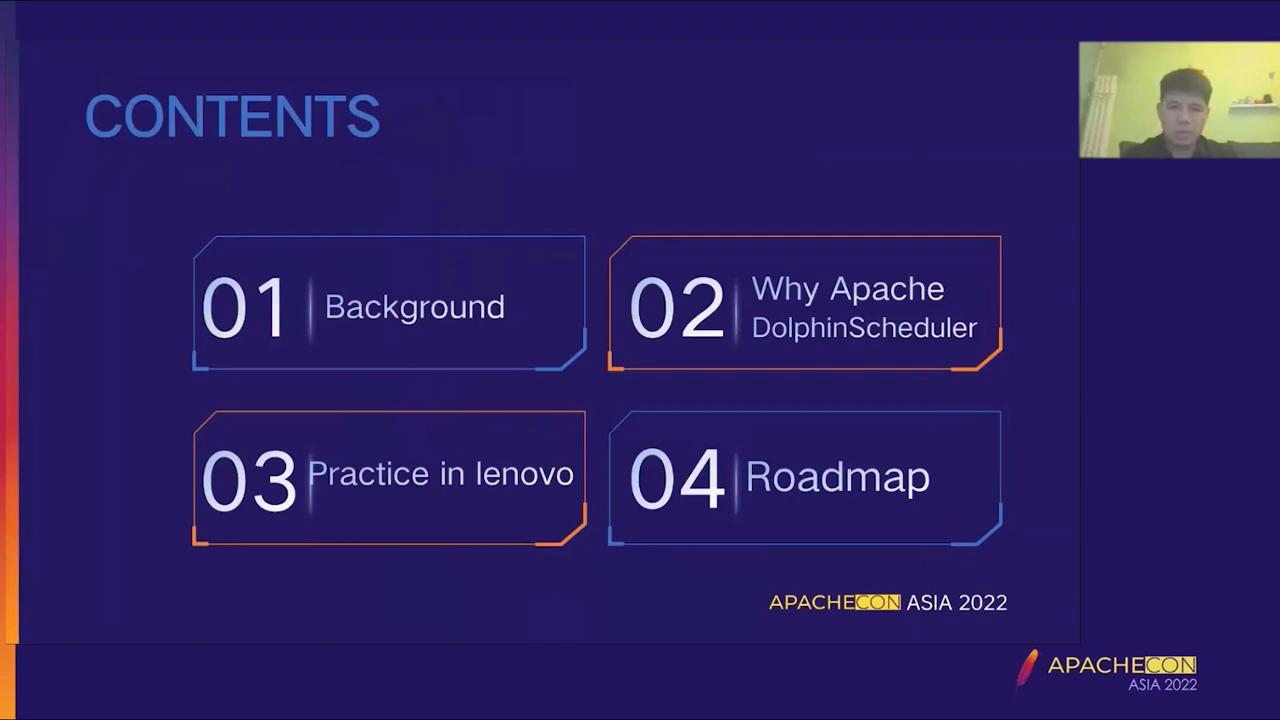 CONTENTS
01
Background
02
Why Apache
DolphinScheduler
03
Practice in lenovo
04
Roadmap
APACHECON ASIA 2022
APACHECON
ASIA 2022